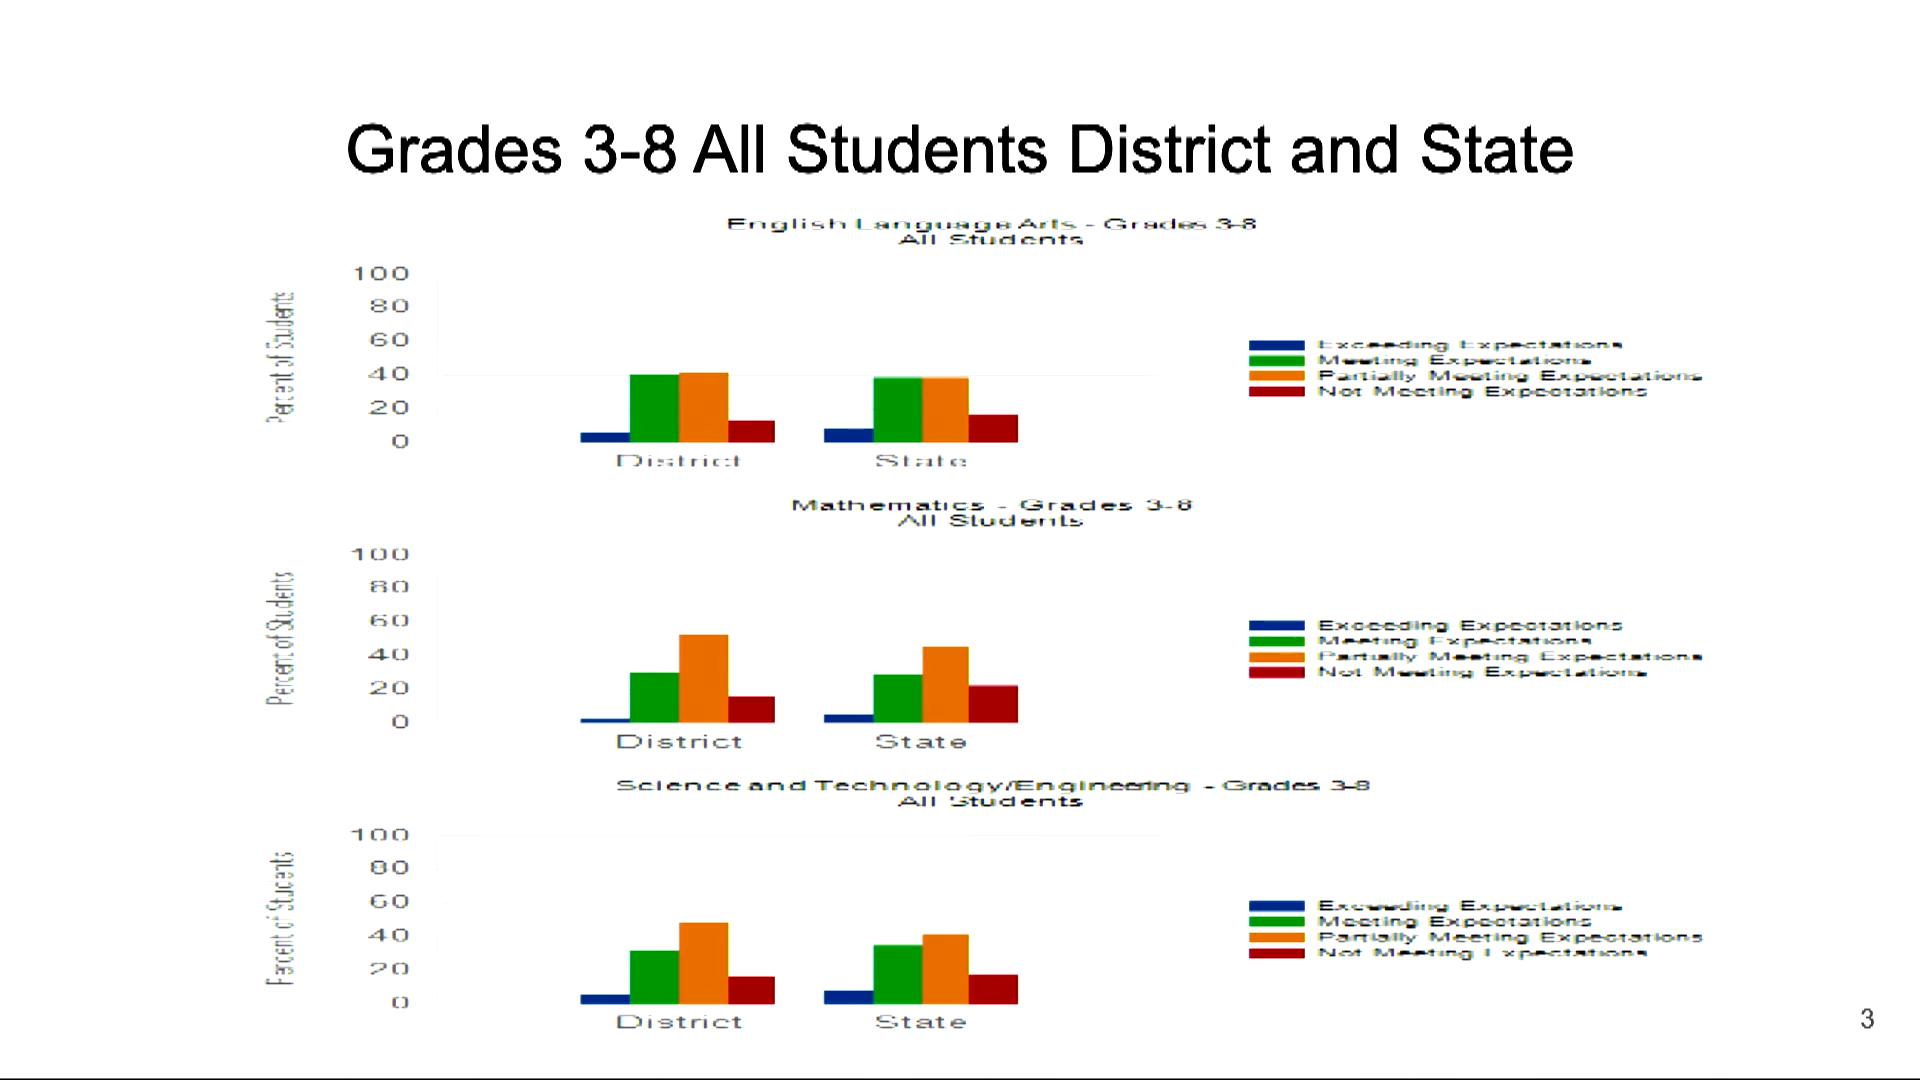 Grades 3-8 All Students District and State
English Language Arts - Grades 3-8
All Students
Percent of Students
100
80
60
40
20
0
District
State
Exceeding Expectations
Meeting Expectations
Partially Meeting Expectations
Not Meeting Expectations
Mathematics - Grades 3-8
All Students
Percent of Students
100
80
60
40
20
0
District
State
Exceeding Expectations
Meeting Expectations
Partially Meeting Expectations
Not Meeting Expectations
Science and Technology/Engineering - Grades 3-8
All Students
Percent of Students
100
80
60
40
20
0
District
State
Exceeding Expectations
Meeting Expectations
Partially Meeting Expectations
Not Meeting Expectations
3